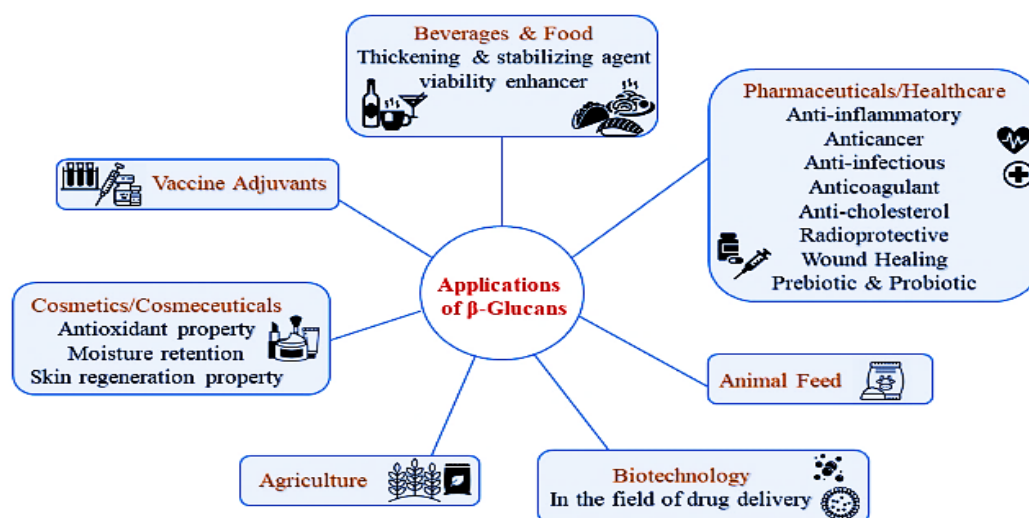 Beverages & Food
Thickening & stabilizing agent
viability enhancer
Pharmaceuticals/Healthcare
Anti-inflammatory
Anticancer
Anti-infectious
Anticoagulant
Anti-cholesterol
Radioprotective
Wound Healing
Prebiotic & Probiotic
Vaccine Adjuvants
Applications
of β-Glucans
Cosmetics/Cosmeceuticals
Antioxidant property
Moisture retention
Skin regeneration property
Animal Feed
Agriculture
Biotechnology
In the field of drug delivery